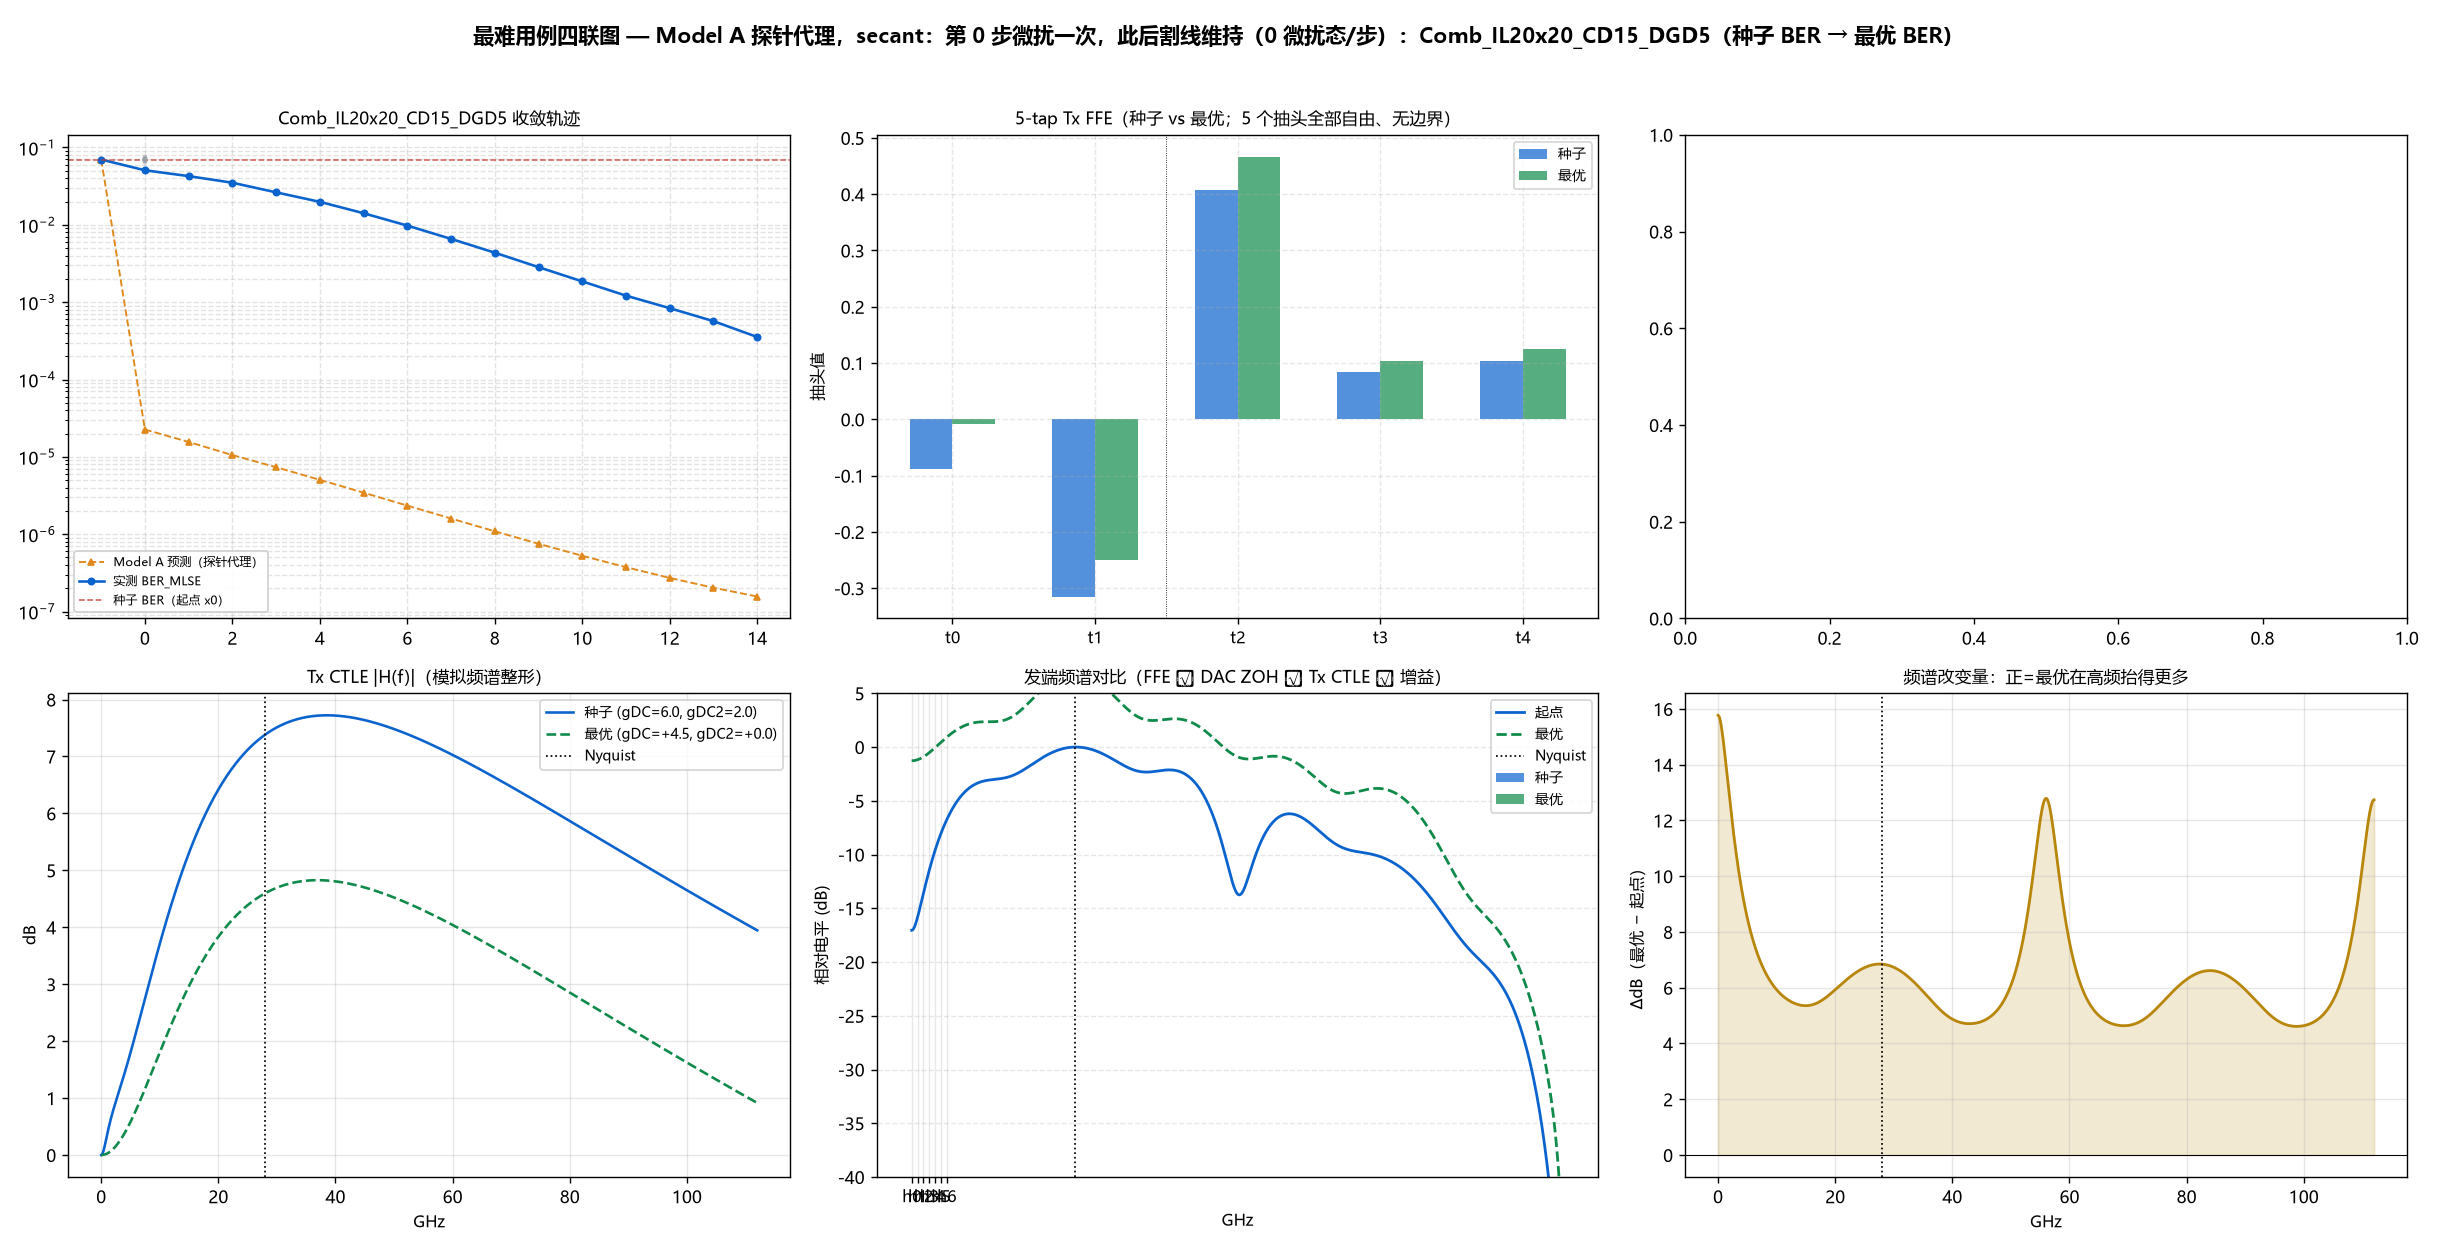 最难用例四联图 — Model A 探针代理，secant：第 0 步微扰一次，此后割线维持（0 微扰态/步）：Comb_IL20x20_CD15_DGD5（种子 BER → 最优 BER）
Comb_IL20x20_CD15_DGD5 收敛轨迹
10⁻¹
10⁻²
10⁻³
10⁻⁴
10⁻⁵
10⁻⁶
10⁻⁷
Model A 预测（探针代理）
实测 BER_MLSE
种子 BER（起点 x0）
0 2 4 6 8 10 12 14
5-tap Tx FFE（种子 vs 最优；5 个抽头全部自由、无边界）
抽头值
0.5
0.4
0.3
0.2
0.1
0.0
-0.1
-0.2
-0.3
种子
最优
t0 t1 t2 t3 t4
1.0
0.8
0.6
0.4
0.2
0.0
0.0 0.2 0.4 0.6 0.8 1.0
Tx CTLE |H(f)|（模拟频谱整形）
dB
8
7
6
5
4
3
2
1
0
种子 (gDC=6.0, gDC2=2.0)
最优 (gDC=+4.5, gDC2=+0.0)
Nyquist
0 20 40 60 80 100
GHz
发端频谱对比（FFE DAC ZOH Tx CTLE 增益）
相对电平 (dB)
5
0
-5
-10
-15
-20
-25
-30
-35
-40
起点
最优
Nyquist
种子
最优
GHz
频谱改变量：正=最优在高频抬得更多
ΔdB（最优 − 起点）
16
14
12
10
8
6
4
2
0
0 20 40 60 80 100
GHz